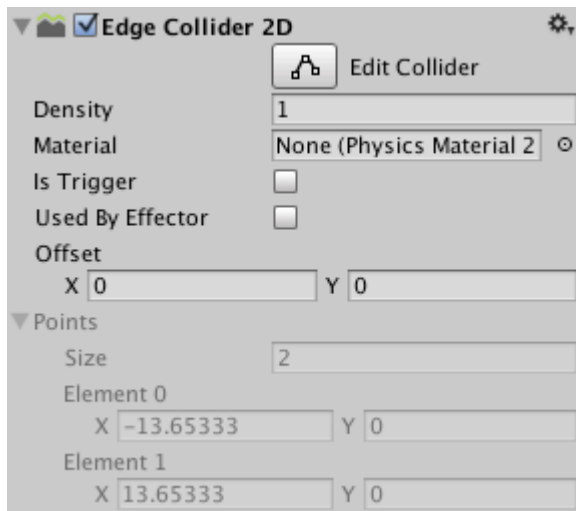 Edge Collider 2D
Edit Collider
Density 1
Material None (Physics Material 2
Is Trigger
Used By Effector
Offset
X 0 Y 0
Points
Size 2
Element 0
X -13.65333 Y 0
Element 1
X 13.65333 Y 0